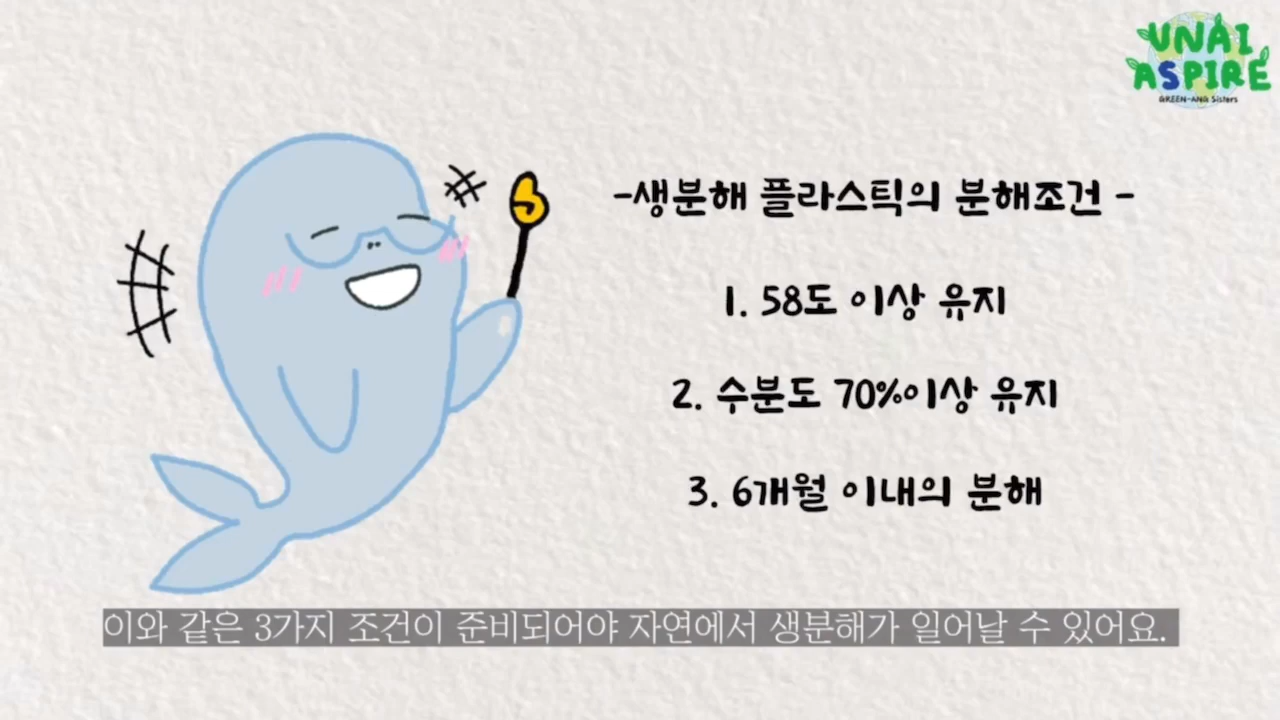 UNAI
ASPIRE
GREEN-ANG Sisters
-생분해 플라스틱의 분해조건 -
1. 58도 이상 유지
2. 수분도 70%이상 유지
3. 6개월 이내의 분해
이와 같은 3가지 조건이 준비되어야 자연에서 생분해가 일어날 수 있어요.